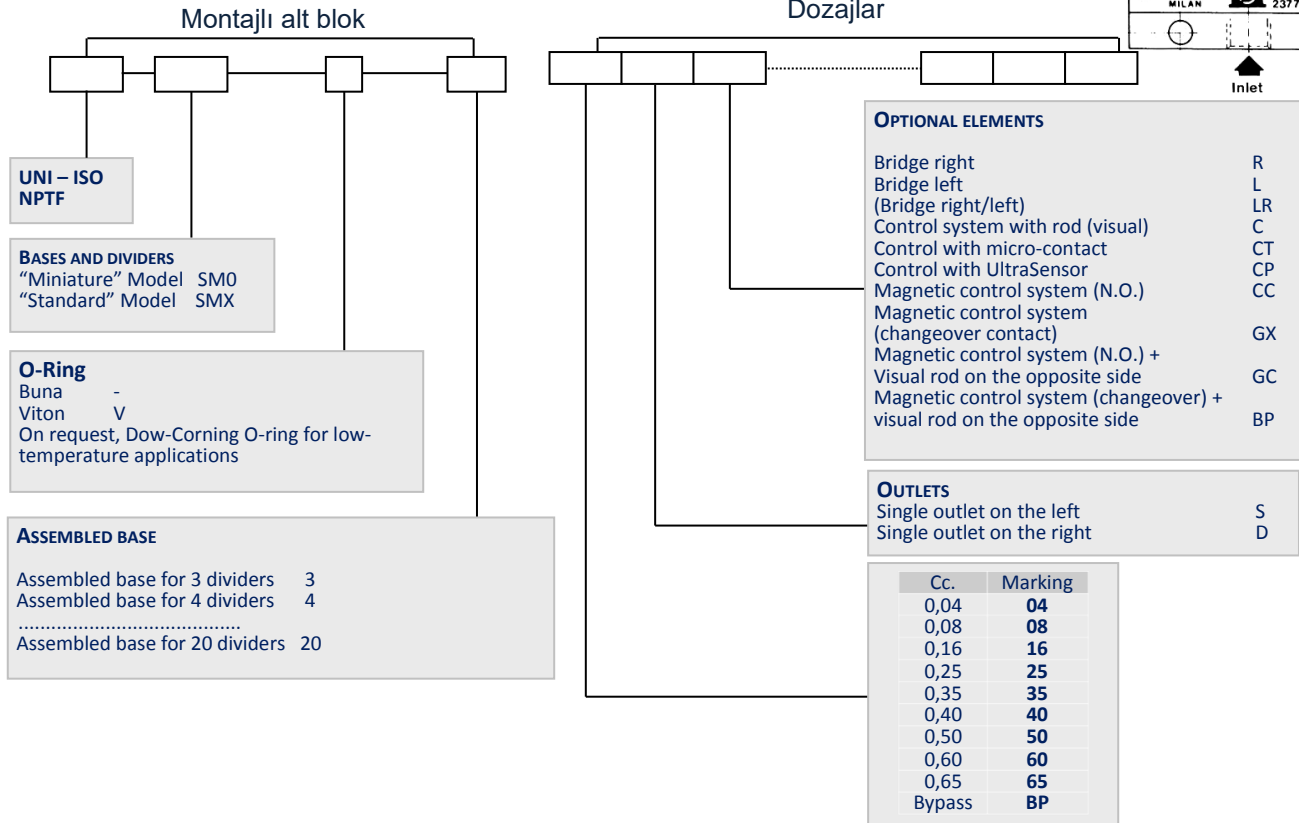 Montajlı alt blok
Dozajlar
MILAN
2377
Inlet
UNI – ISO
NPTF
BASES AND DIVIDERS
“Miniature” Model SM0
“Standard” Model SMX
O-Ring
Buna -
Viton V
On request, Dow-Corning O-ring for low-
temperature applications
ASSEMBLED BASE
Assembled base for 3 dividers 3
Assembled base for 4 dividers 4
.........................................
Assembled base for 20 dividers 20
OPTIONAL ELEMENTS
Bridge right R
Bridge left L
(Bridge right/left) LR
Control system with rod (visual) C
Control with micro-contact CT
Control with UltraSensor CP
Magnetic control system (N.O.) CC
Magnetic control system
(changeover contact) GX
Magnetic control system (N.O.) +
Visual rod on the opposite side GC
Magnetic control system (changeover) +
visual rod on the opposite side BP
OUTLETS
Single outlet on the left S
Single outlet on the right D
Cc. Marking
0,04 04
0,08 08
0,16 16
0,25 25
0,35 35
0,40 40
0,50 50
0,60 60
0,65 65
Bypass BP